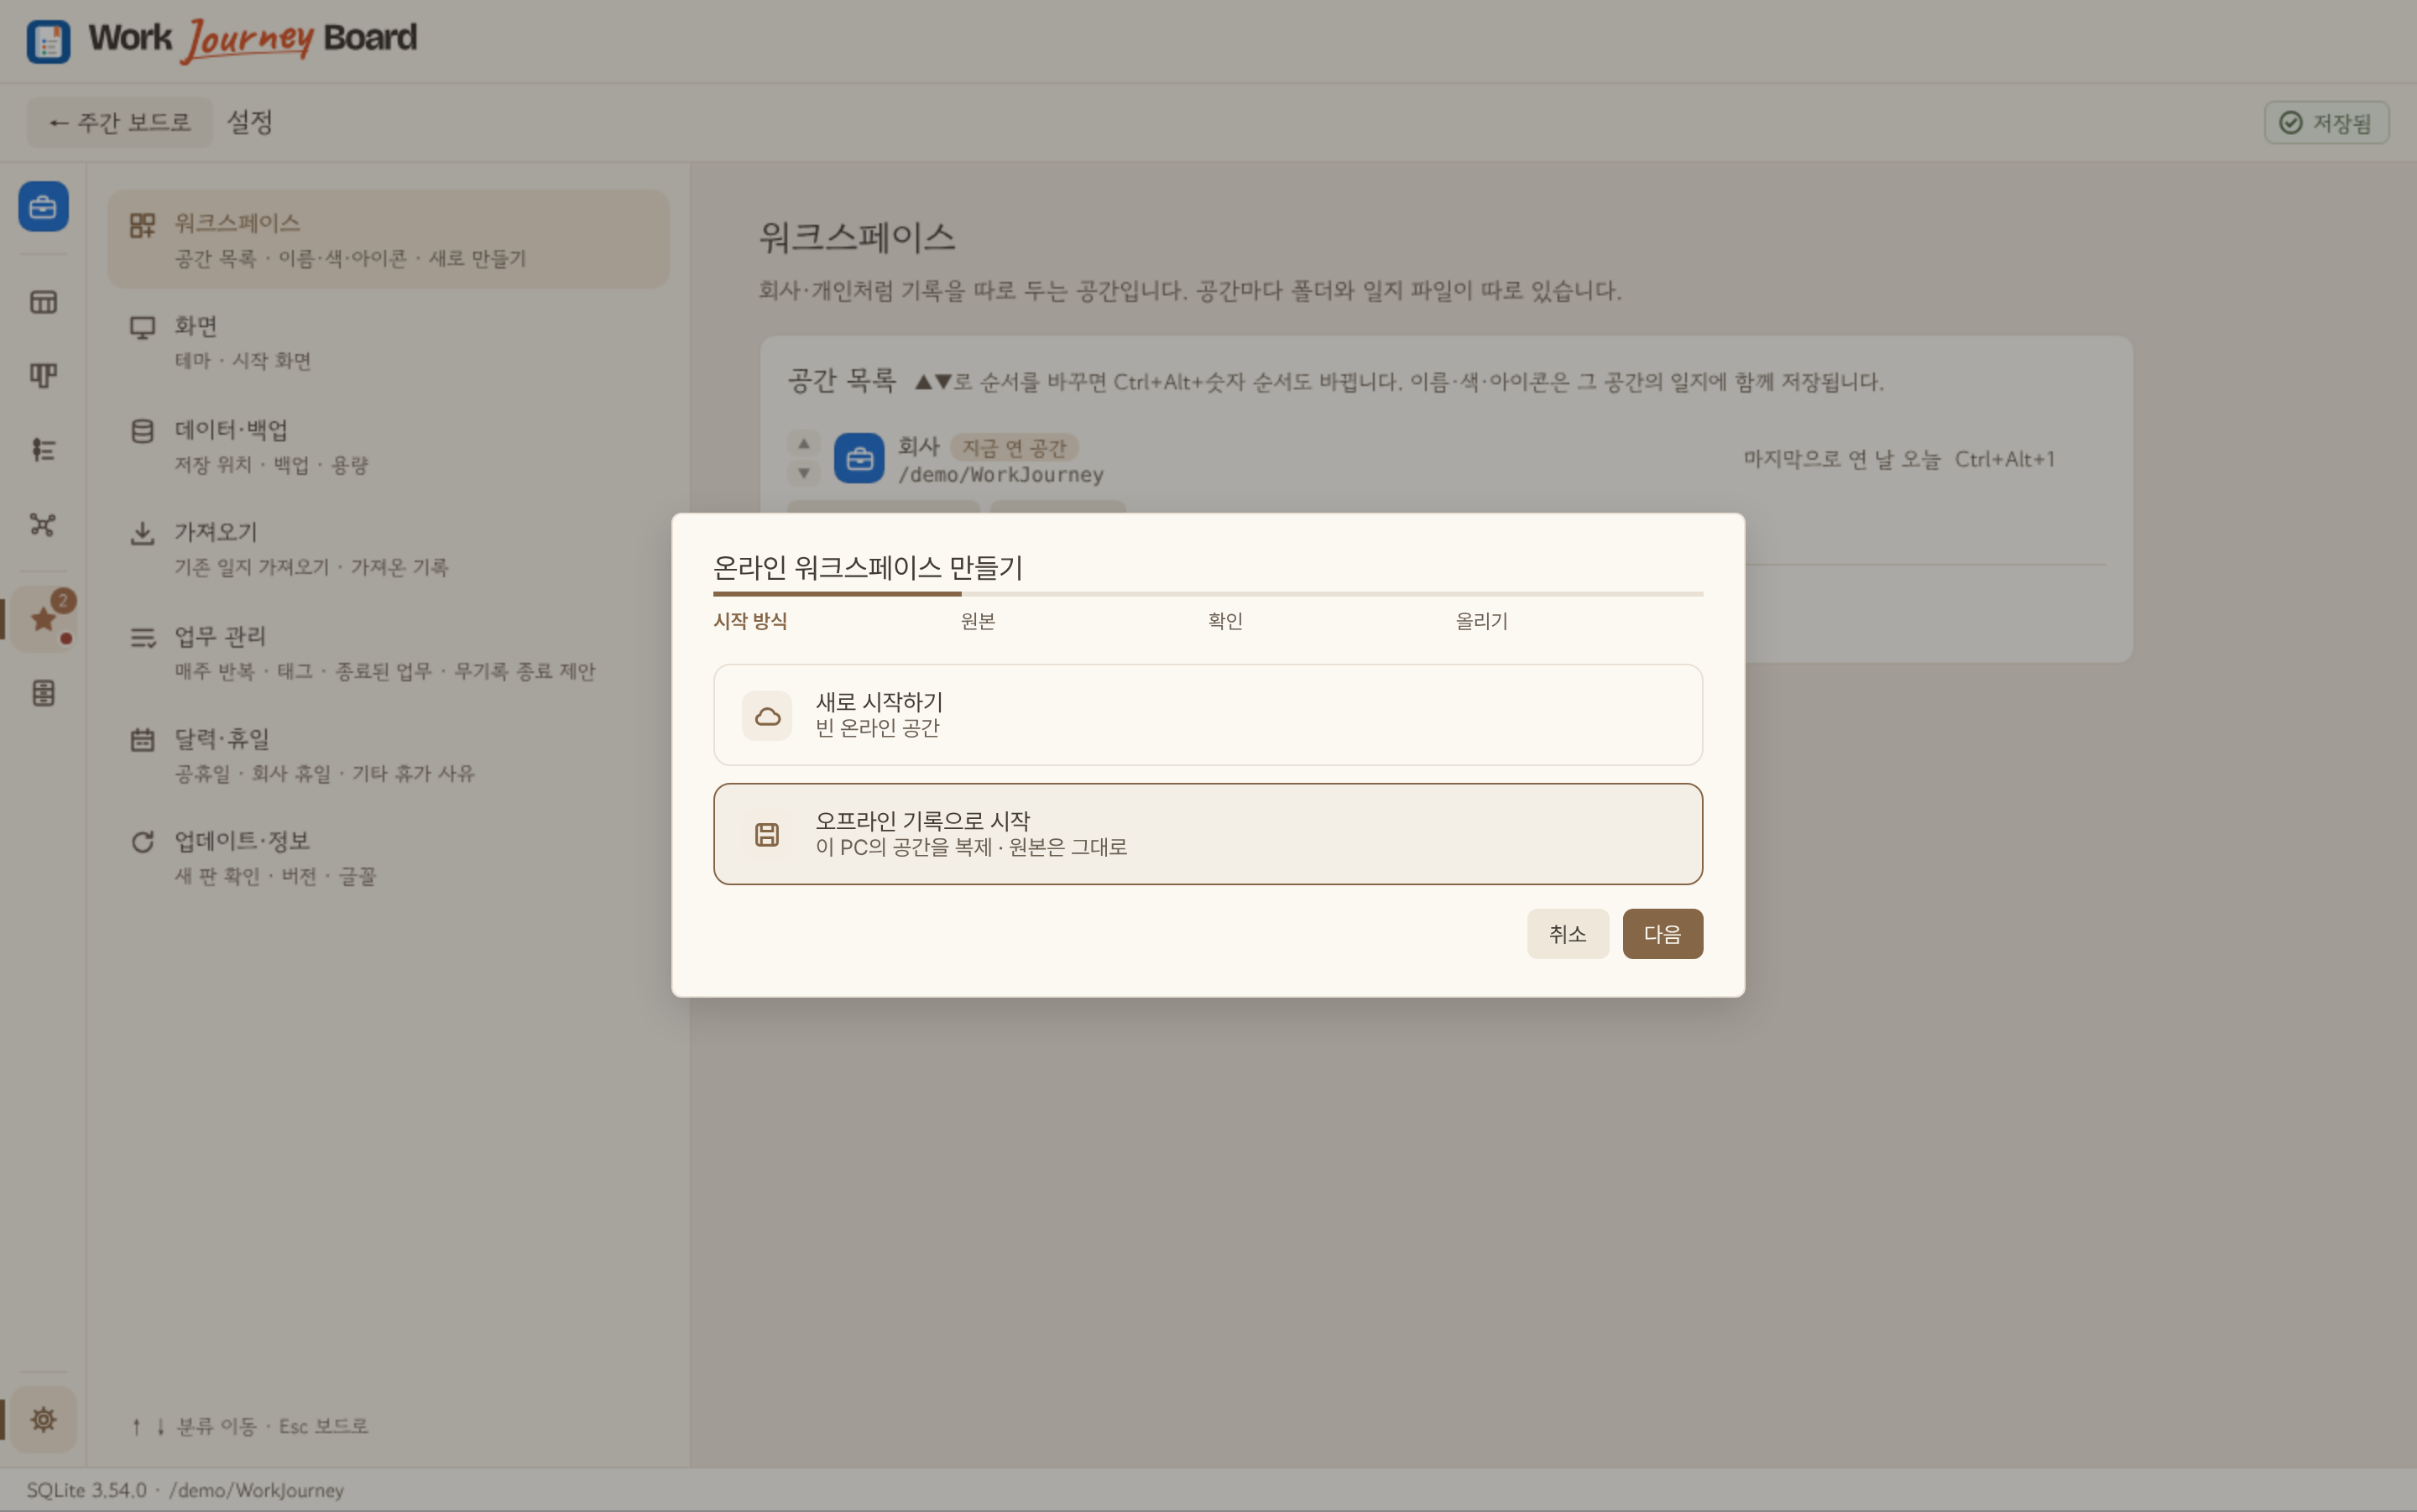 Work Journey Board
← 주간 보드로 설정
저장됨
워크스페이스
공간 목록 · 이름·색·아이콘 · 새로 만들기
화면
테마 · 시작 화면
데이터·백업
저장 위치 · 백업 · 용량
가져오기
기존 일지 가져오기 · 가져온 기록
2
업무 관리
매주 반복 · 태그 · 종료된 업무 · 무기록 종료 제안
달력·휴일
공휴일 · 회사 휴일 · 기타 휴가 사유
업데이트·정보
새 판 확인 · 버전 · 글꼴
↑ ↓ 분류 이동 · Esc 보드로
워크스페이스
회사·개인처럼 기록을 따로 두는 공간입니다. 공간마다 폴더와 일지 파일이 따로 있습니다.
공간 목록 ▲▼로 순서를 바꾸면 Ctrl+Alt+숫자 순서도 바뀝니다. 이름·색·아이콘은 그 공간의 일지에 함께 저장됩니다.
▲
▼
회사 지금 연 공간
/demo/WorkJourney
마지막으로 연 날 오늘 Ctrl+Alt+1
온라인 워크스페이스 만들기
시작 방식 원본 확인 올리기
새로 시작하기
빈 온라인 공간
오프라인 기록으로 시작
이 PC의 공간을 복제 · 원본은 그대로
취소 다음
SQLite 3.54.0 · /demo/WorkJourney